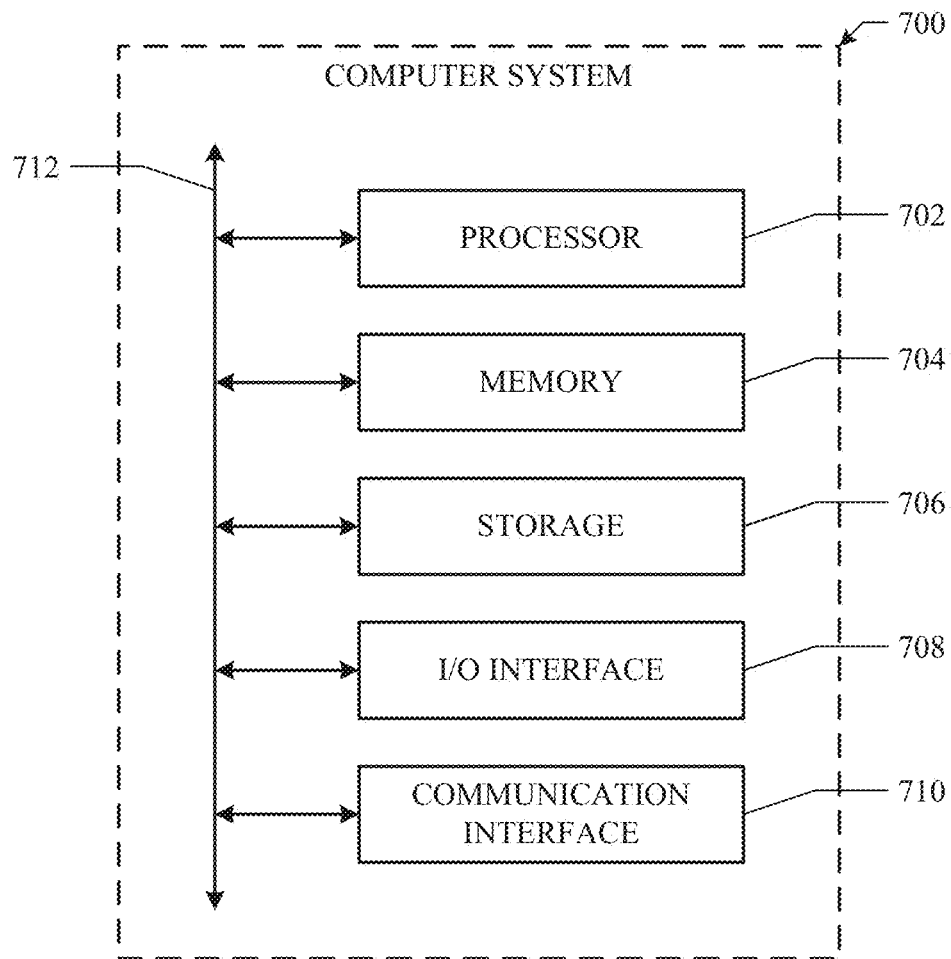 700
COMPUTER SYSTEM
712
PROCESSOR
702
MEMORY
704
STORAGE
706
I/O INTERFACE
708
COMMUNICATION
INTERFACE
710